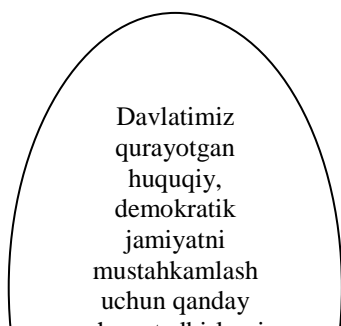 Davlatimiz
qurayotgan
huquqiy,
demokratik
jamiyatni
mustahkamlash
uchun qanday